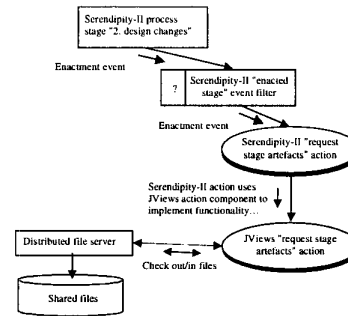 Serendipity-II process
stage "2. design changes"
Enactment event
?
Serendipity-II "enacted
stage" event filter
Enactment event
Serendipity-II "request
stage artefacts" action
Serendipity-II action uses
JViews action component to
implement functionality...
Distributed file server
JViews "request stage
artefacts" action
Check out/in files
Shared files